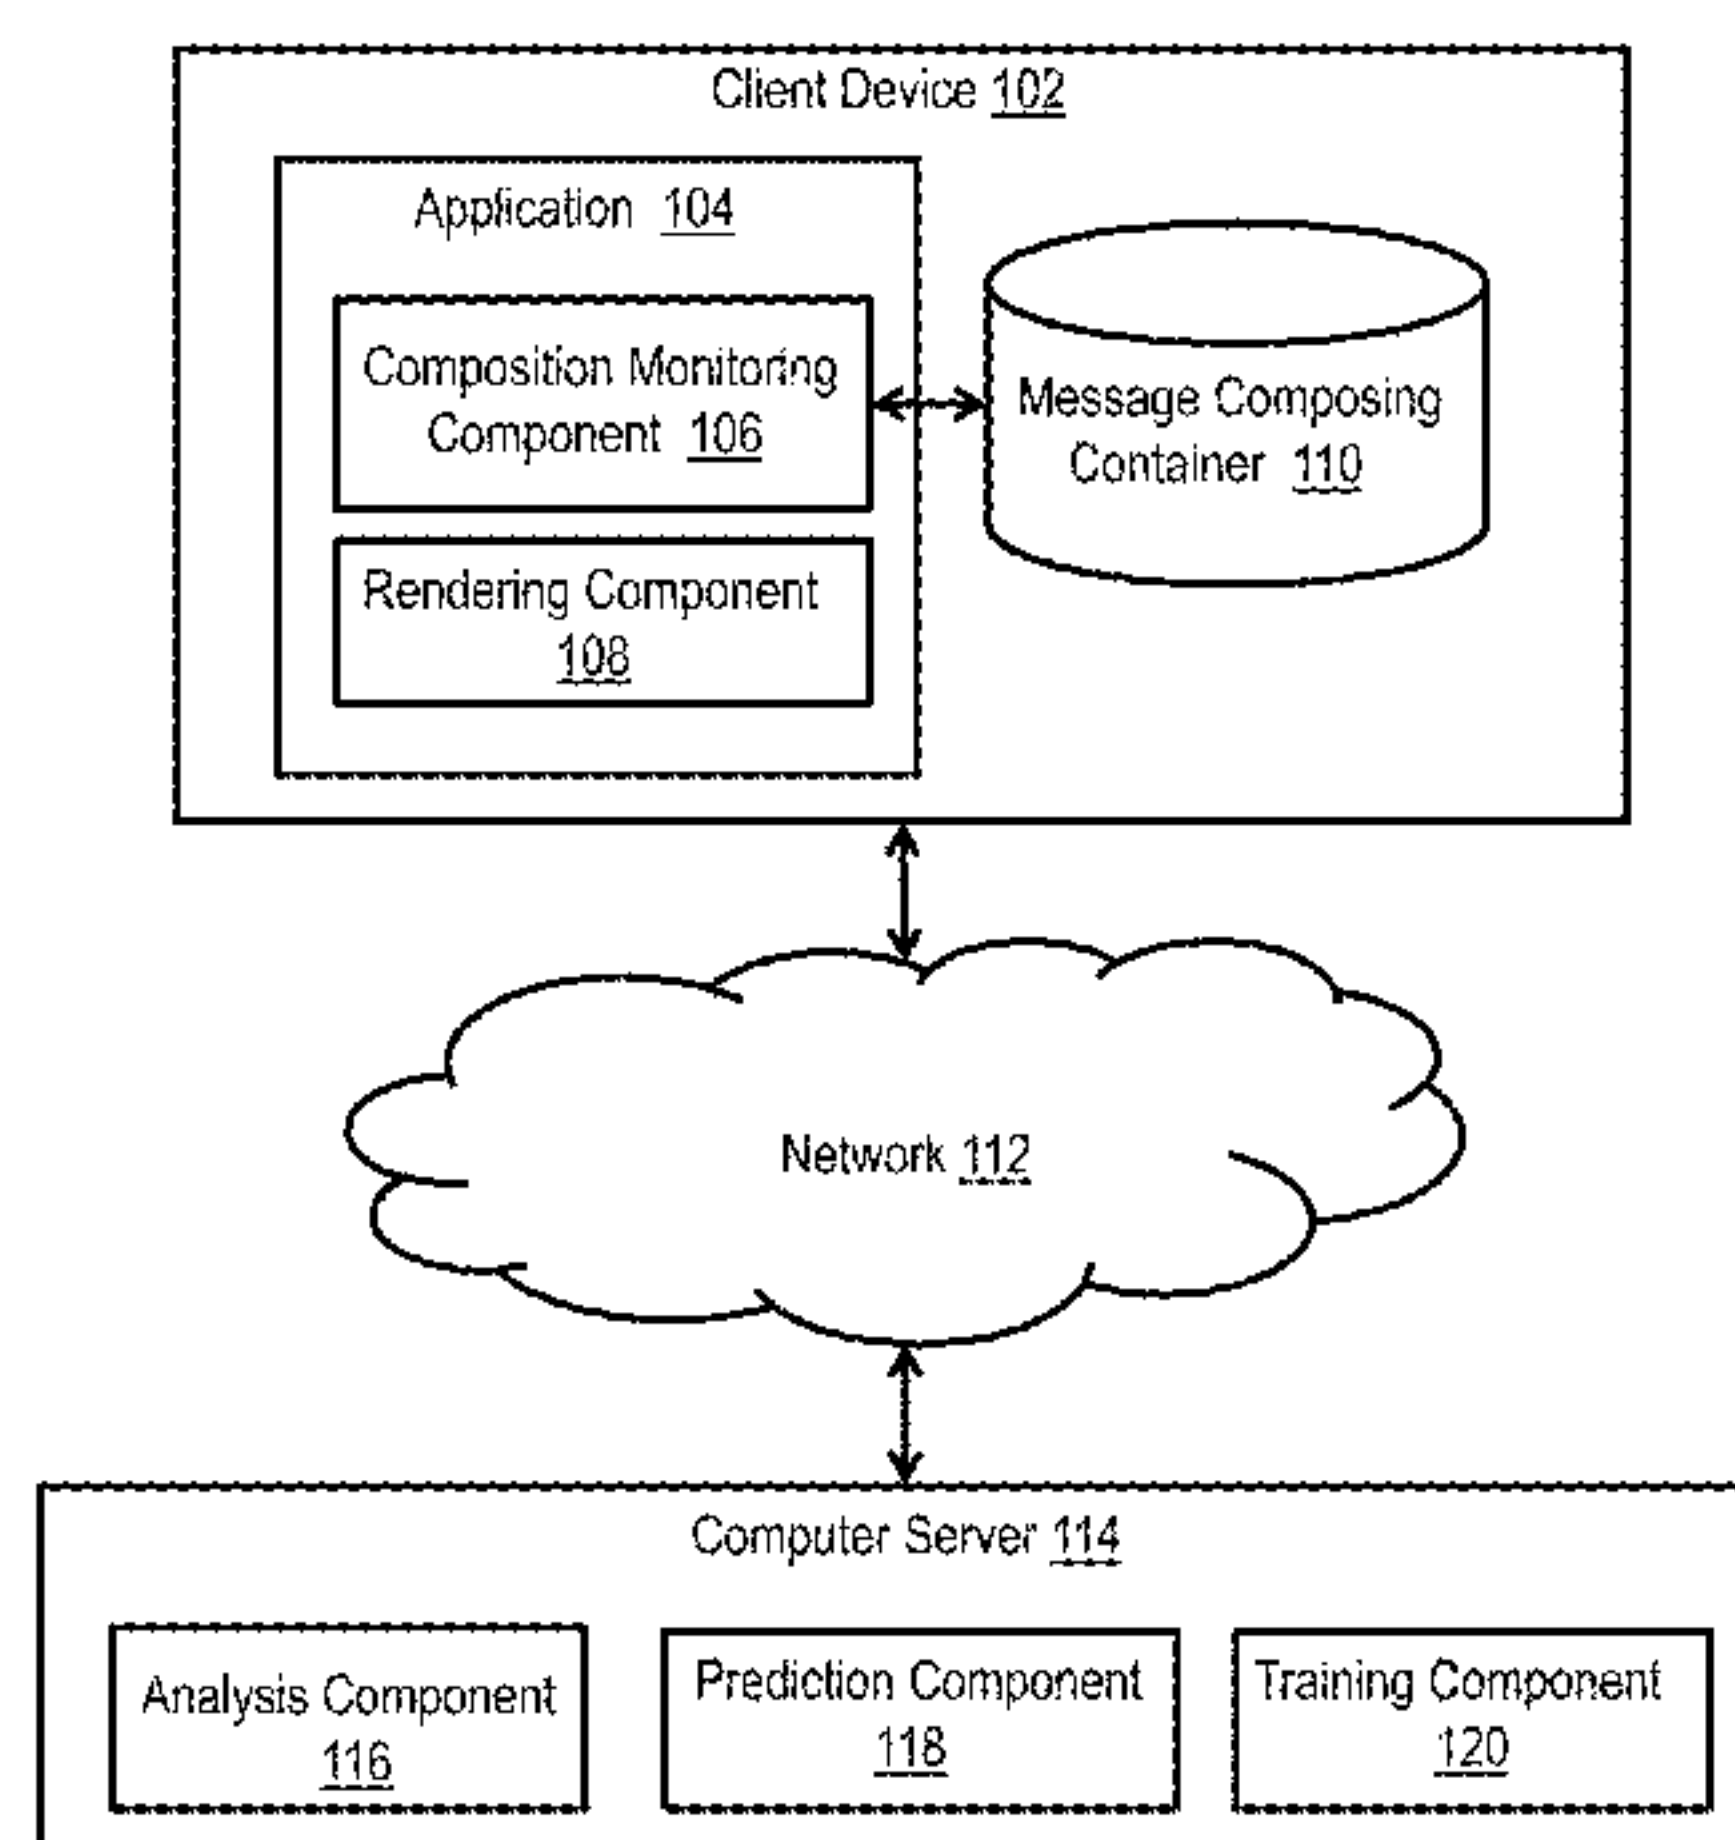 Client Device 102
Application 104
Composition Monitoring
Component 106
Rendering Component
108
Message Composing
Container 110
Network 112
Computer Server 114
Analysis Component
116
Prediction Component
118
Training Component
120